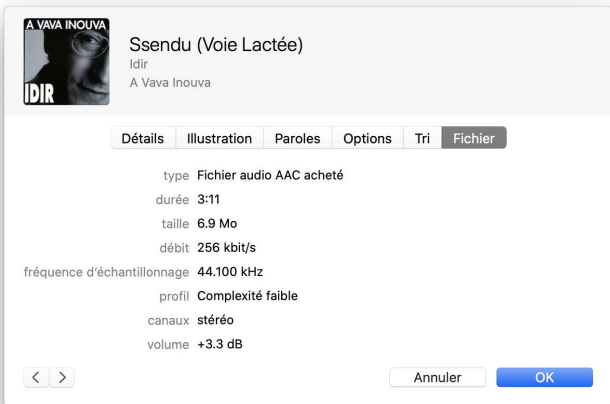 A VAVA INOUVA
IDIR
Ssendu (Voie Lactée)
Idir
A Vava Inouva
Détails Illustration Paroles Options Tri Fichier
type Fichier audio AAC acheté
durée 3:11
taille 6.9 Mo
débit 256 kbit/s
fréquence d'échantillonnage 44.100 kHz
profil Complexité faible
canaux stéréo
volume +3.3 dB
Annuler OK